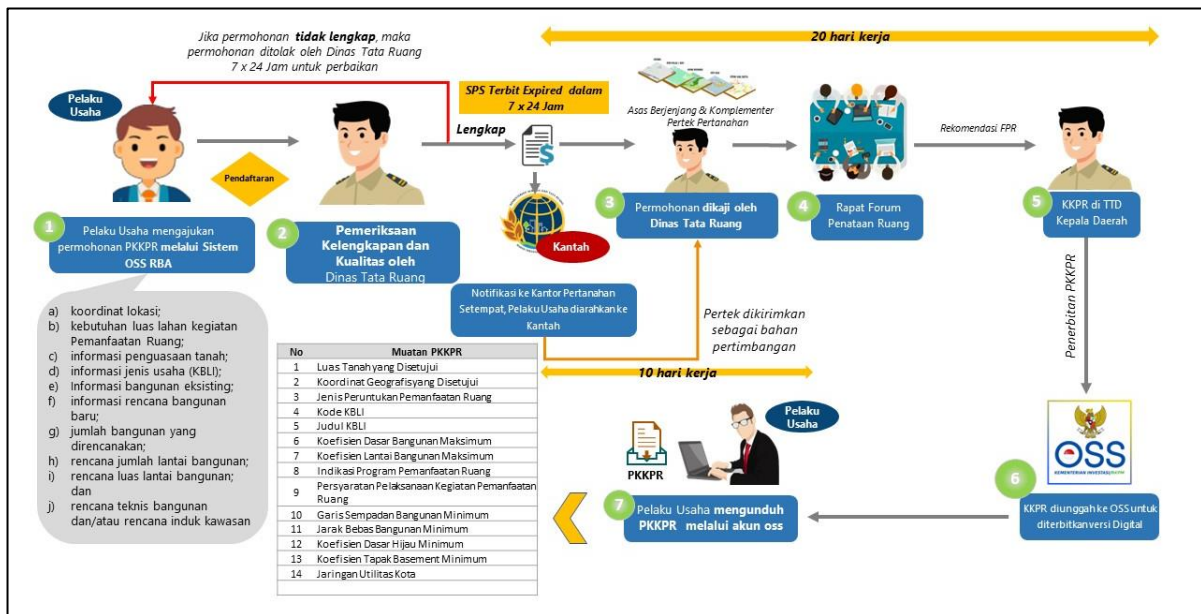 Jika permohonan tidak lengkap, maka
permohonan ditolak oleh Dinas Tata Ruang
7 x 24 Jam untuk perbaikan
20 hari kerja
Pelaku
Usaha
SPS Terbit Expired dalam
7 x 24 Jam
Lengkap
Asas Berjenjang & Komplementer
Pertek Pertanahan
Rekomendasi FPR
Pendaftaran
1
Pelaku Usaha mengajukan
permohonan PKKPR melalui Sistem
OSS RBA
2
Pemeriksaan
Kelengkapan dan
Kualitas oleh
Dinas Tata Ruang
Kantah
3
Permohonan dikaji oleh
Dinas Tata Ruang
4
Rapat Forum
Penataan Ruang
5
KKPR di TTD
Kepala Daerah
Notifikasi ke Kantor Pertanahan
Setempat, Pelaku Usaha diarahkan ke
Kantah
Pertek dikirimkan
sebagai bahan
pertimbangan
Penerbitan PKKPR
a) koordinat lokasi;
b) kebutuhan luas lahan kegiatan
Pemanfaatan Ruang;
c) informasi penguasaan tanah;
d) informasi jenis usaha (KBLI);
e) Informasi bangunan eksisting;
f) informasi rencana bangunan
baru;
g) jumlah bangunan yang
direncanakan;
h) rencana jumlah lantai bangunan;
i) rencana luas lantai bangunan;
dan
j) rencana teknis bangunan
dan/atau rencana induk kawasan
No Muatan PKKPR
1 Luas Tanah yang Disetujui
2 Koordinat Geografis yang Disetujui
3 Jenis Peruntukan Pemanfaatan Ruang
4 Kode KBLI
5 Judul KBLI
6 Koefisien Dasar Bangunan Maksimum
7 Koefisien Lantai Bangunan Maksimum
8 Indikasi Program Pemanfaatan Ruang
9 Persyaratan Pelaksanaan Kegiatan Pemanfaatan
Ruang
10 Garis Sempadan Bangunan Minimum
11 Jarak Bebas Bangunan Minimum
12 Koefisien Dasar Hijau Minimum
13 Koefisien Tapak Basement Minimum
14 Jaringan Utilitas Kota
10 hari kerja
Pelaku
Usaha
PKKPR
7
Pelaku Usaha mengunduh
PKKPR melalui akun oss
OSS
KEMENTERIAN INVESTASI/BKPM
6
KKPR diunggah ke OSS untuk
diterbitkan versi Digital